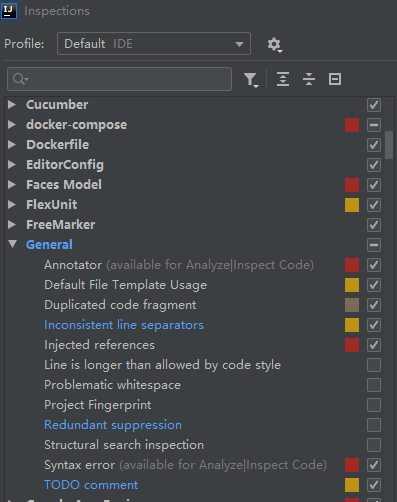 IJ Inspections
Profile: Default IDE
Cucumber
docker-compose
Dockerfile
EditorConfig
Faces Model
FlexUnit
FreeMarker
General
Annotator (available for Analyze|Inspect Code)
Default File Template Usage
Duplicated code fragment
Inconsistent line separators
Injected references
Line is longer than allowed by code style
Problematic whitespace
Project Fingerprint
Redundant suppression
Structural search inspection
Syntax error (available for Analyze|Inspect Code)
TODO comment